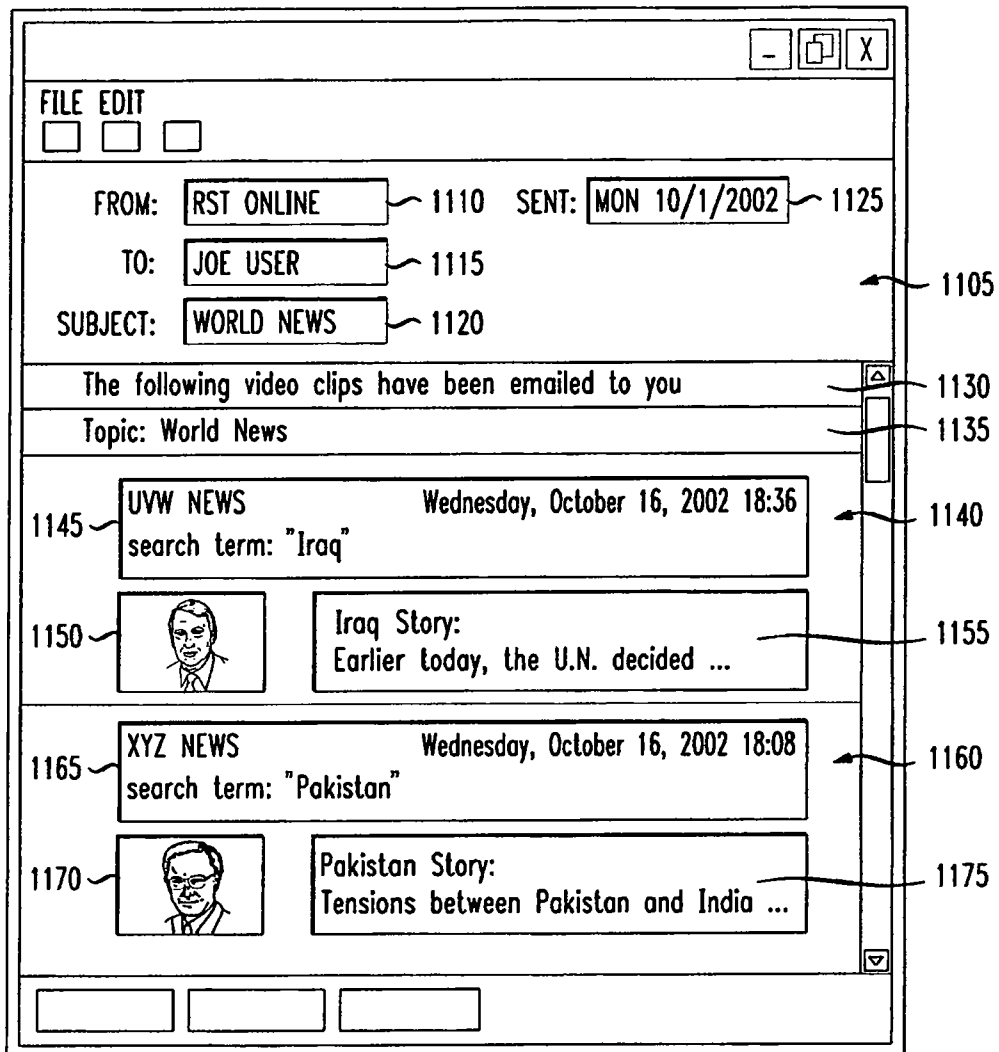 X
FILE EDIT
FROM: RST ONLINE 1110 SENT: MON 10/1/2002 1125
TO: JOE USER 1115
1105
SUBJECT: WORLD NEWS 1120
The following video clips have been emailed to you 1130
Topic: World News 1135
UVW NEWS Wednesday, October 16, 2002 18:36 1140
1145 search term: "Iraq"
1150 Iraq Story: 1155
Earlier today, the U.N. decided ...
XYZ NEWS Wednesday, October 16, 2002 18:08 1160
1165 search term: "Pakistan"
1170 Pakistan Story: 1175
Tensions between Pakistan and India ...